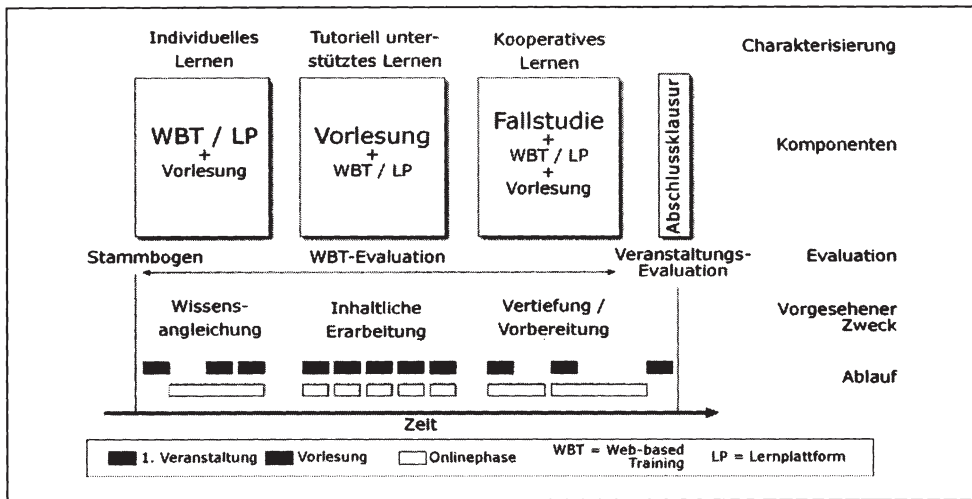 Individuelles
Lernen
Tutoriell unter-
stütztes Lernen
Kooperatives
Lernen
Charakterisierung
WBT / LP
+
Vorlesung
Vorlesung
+
WBT / LP
Fallstudie
+
WBT / LP
+
Vorlesung
Abschlussklausur
Komponenten
Stammbogen
WBT-Evaluation
Veranstaltungs-
Evaluation
Evaluation
Wissens-
angleichung
Inhaltliche
Erarbeitung
Vertiefung /
Vorbereitung
Vorgesehener
Zweck
Ablauf
Zeit
1. Veranstaltung
Vorlesung
Onlinephase
WBT = Web-based
Training
LP = Lernplattform